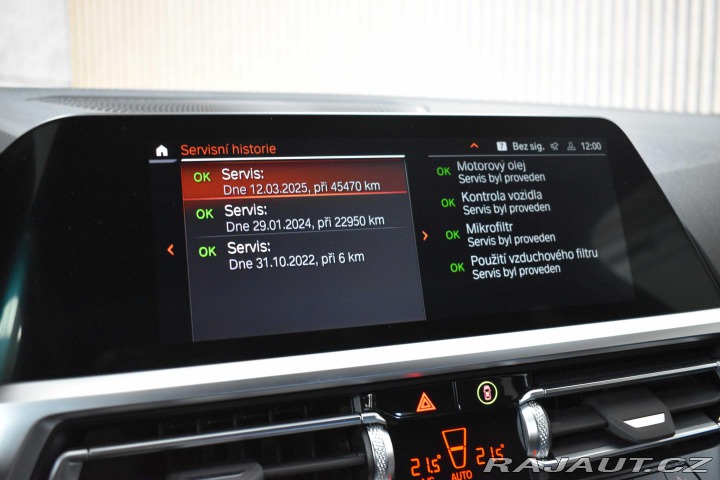 Servisní historie
7 Bez sig. 12:00
OK Servis:
Dne 12.03.2025, při 45470 km
OK Servis:
Dne 29.01.2024, při 22950 km
OK Servis:
Dne 31.10.2022, při 6 km
OK Motorový olej
Servis byl proveden
OK Kontrola vozidla
Servis byl proveden
OK Mikrofiltr
Servis byl proveden
OK Použití vzduchového filtru
Servis byl proveden
21.5° 21.5°
AUTO
RAJAUT.CZ